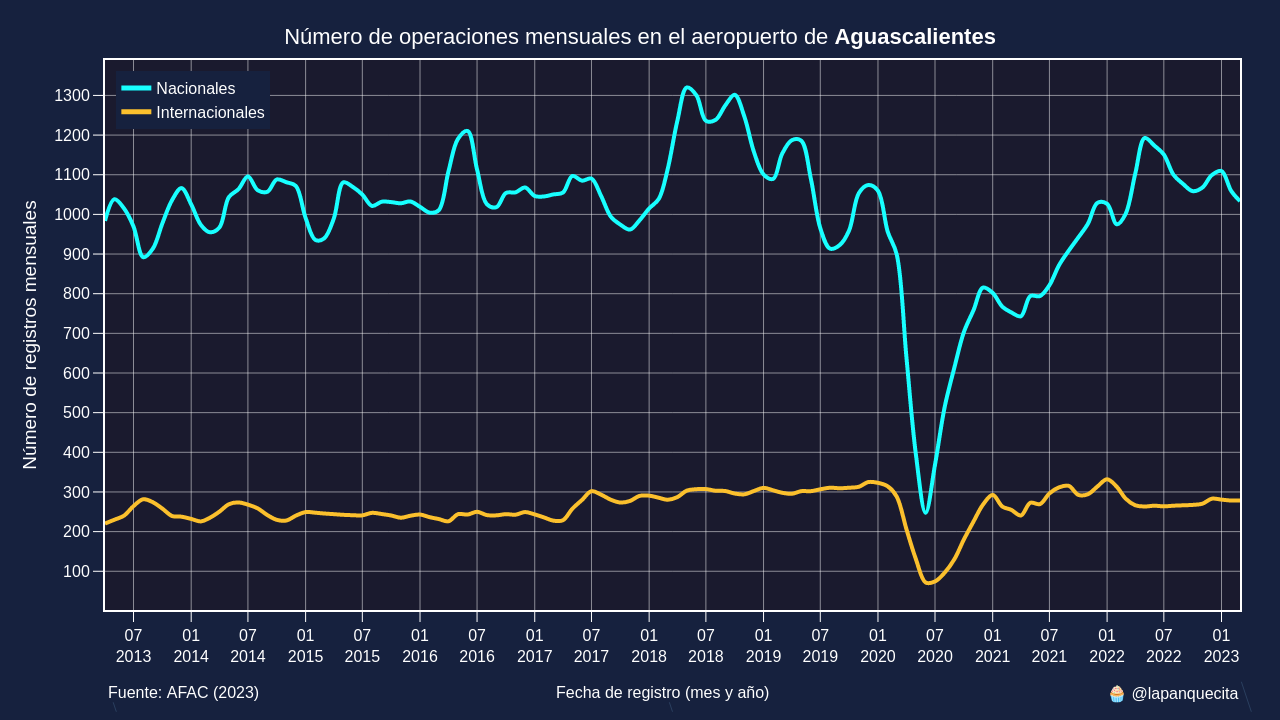 Número de operaciones mensuales en el aeropuerto de Aguascalientes
Nacionales
Internacionales
Número de registros mensuales
1300
1200
1100
1000
900
800
700
600
500
400
300
200
100
07 01 07 01 07 01 07 01 07 01 07 01 07 01 07 01 07 01 07 01
2013 2014 2014 2015 2015 2016 2016 2017 2017 2018 2018 2019 2019 2020 2020 2021 2021 2022 2022 2023
Fuente: AFAC (2023) Fecha de registro (mes y año) 🧁 @lapanquecita